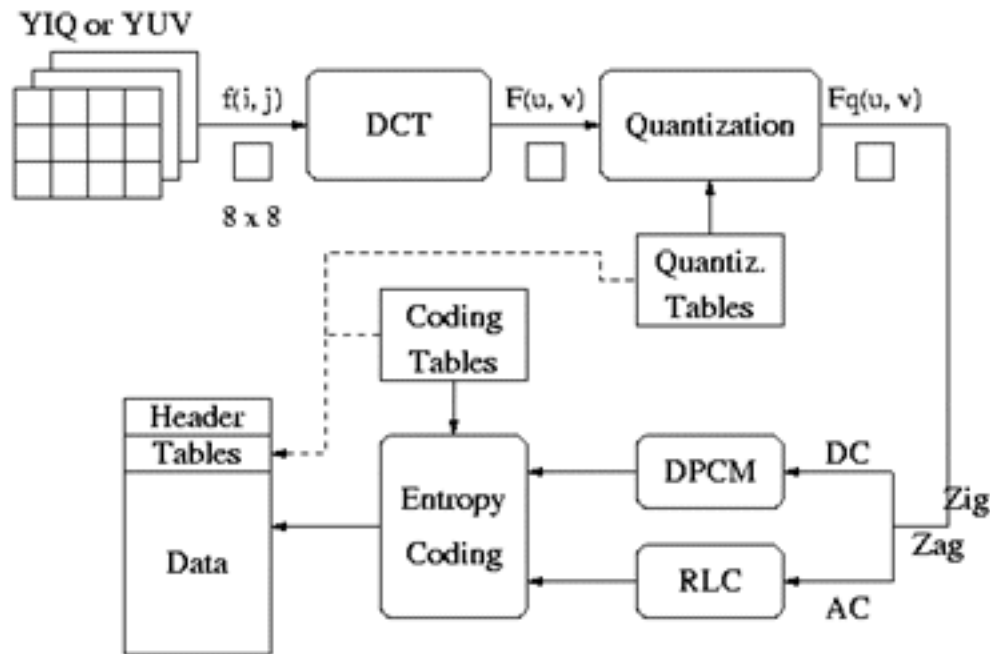 YIQ or YUV
f(i, j)
DCT
F(u, v)
Quantization
Fq(u, v)
8 x 8
Quantiz.
Tables
Coding
Tables
Header
Tables
Data
Entropy
Coding
DPCM
DC
RLC
AC
Zig
Zag